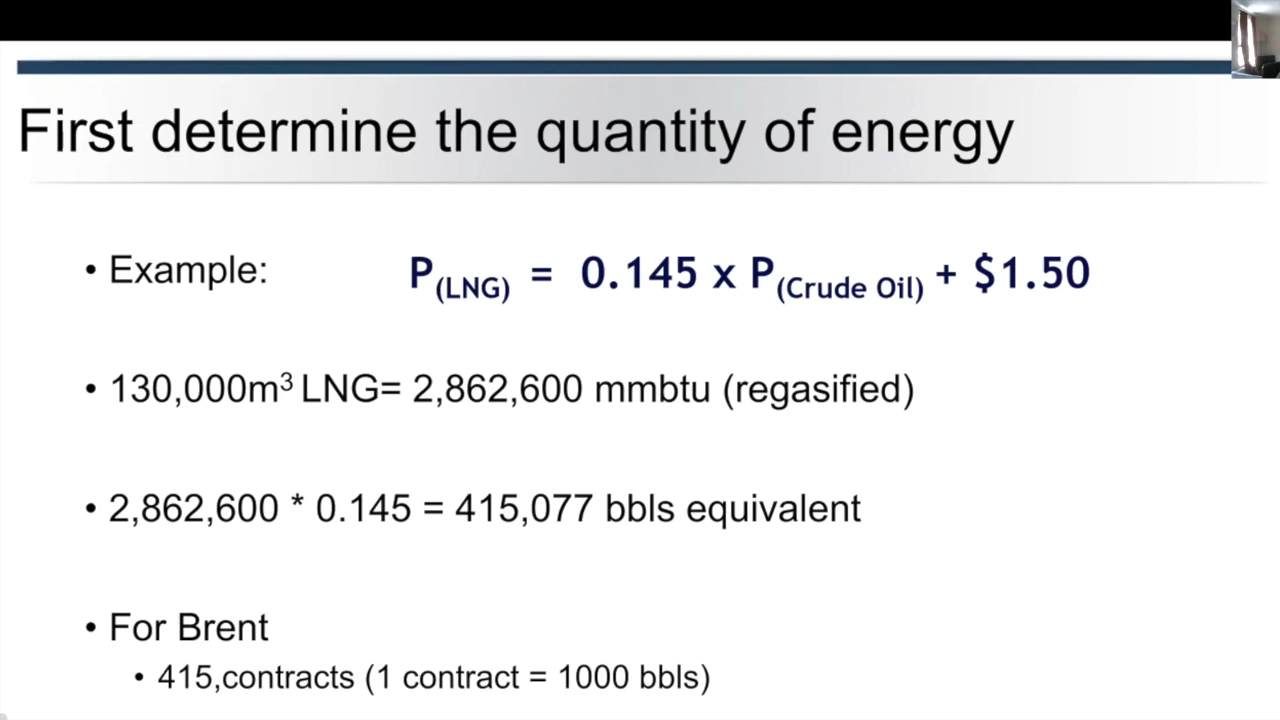 First determine the quantity of energy
• Example: P(LNG) = 0.145 x P(Crude Oil) + $1.50
• 130,000m³ LNG= 2,862,600 mmbtu (regasified)
• 2,862,600 * 0.145 = 415,077 bbls equivalent
• For Brent
• 415,contracts (1 contract = 1000 bbls)